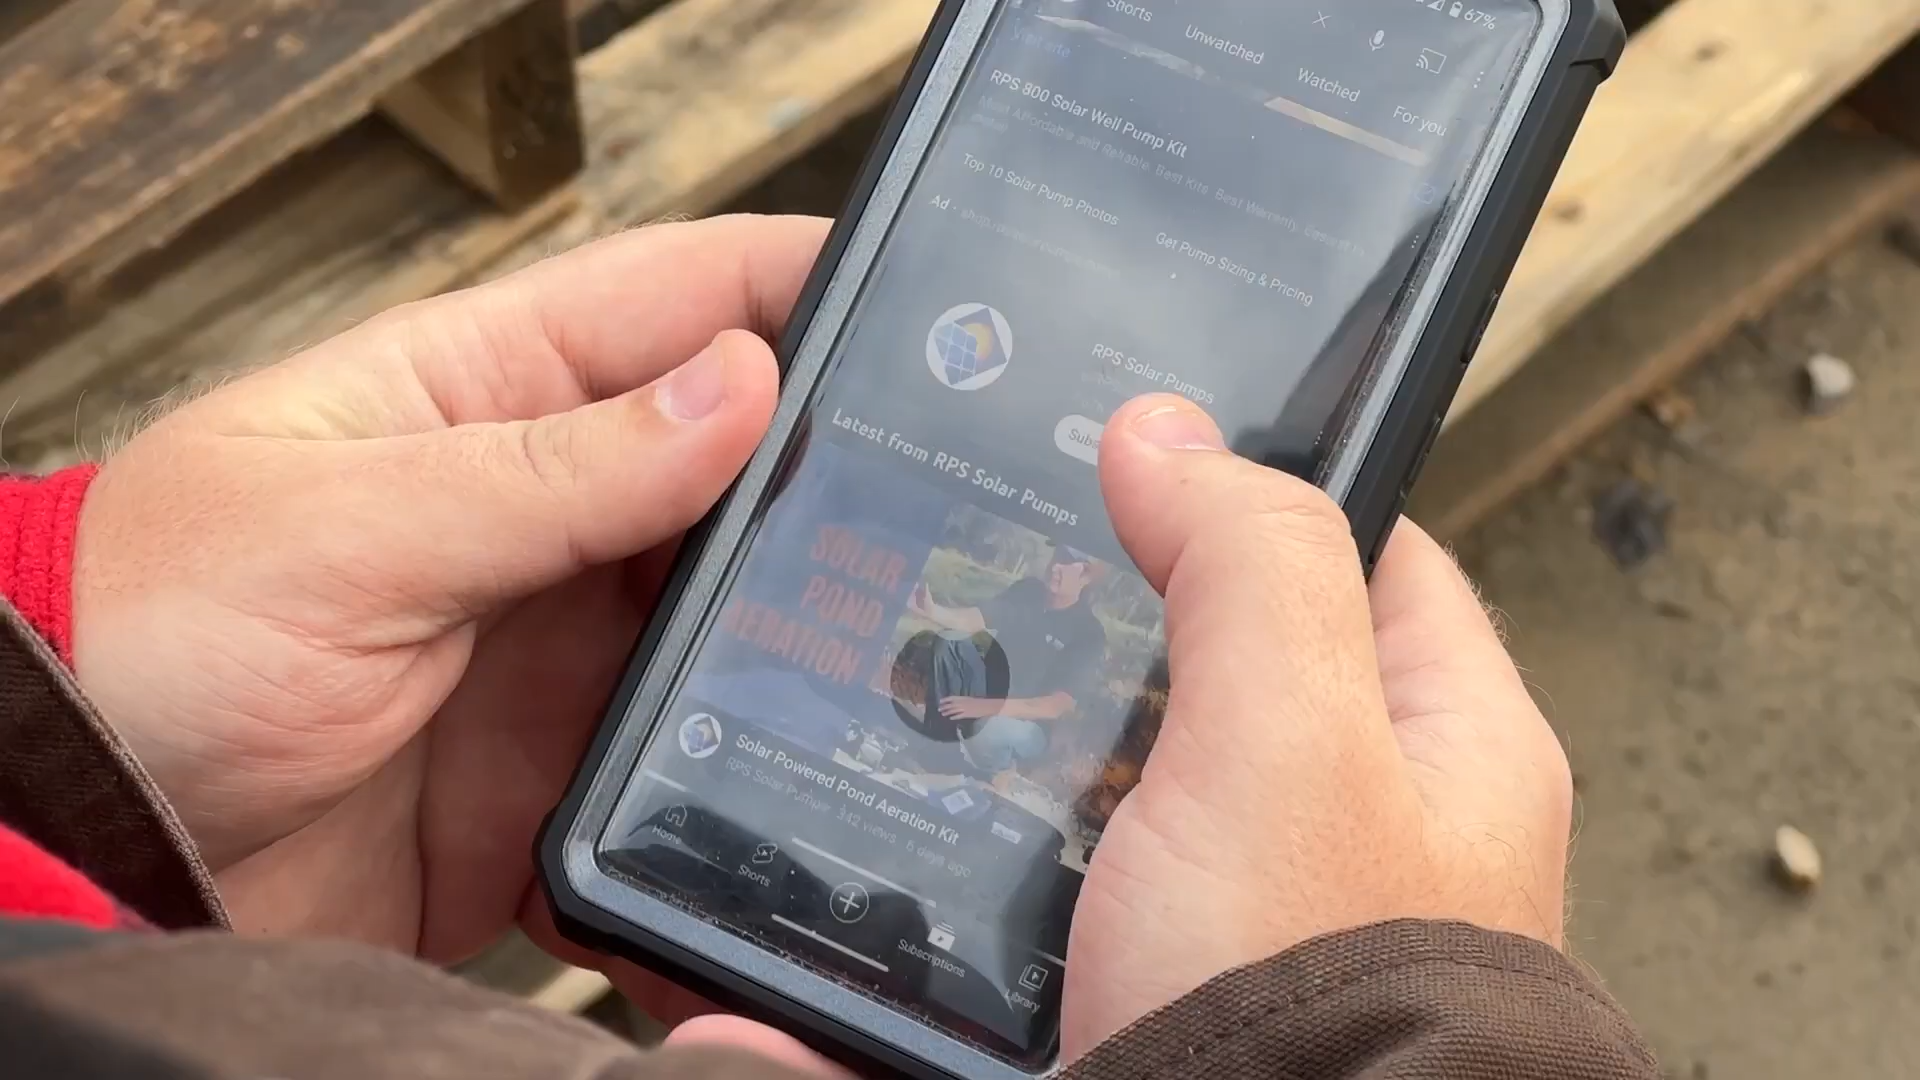 67%
Shorts
Unwatched
Watched
For you
RPS 800 Solar Well Pump Kit
Most Affordable and Reliable. Best Kits. Best Warranty. Easiest to
Top 10 Solar Pump Photos
Get Pump Sizing & Pricing
Ad
RPS Solar Pumps
Subs
Latest from RPS Solar Pumps
SOLAR
POND
AERATION
Solar Powered Pond Aeration Kit
RPS Solar Pumps · 342 views · 6 days ago
Home
Shorts
Subscriptions
Library